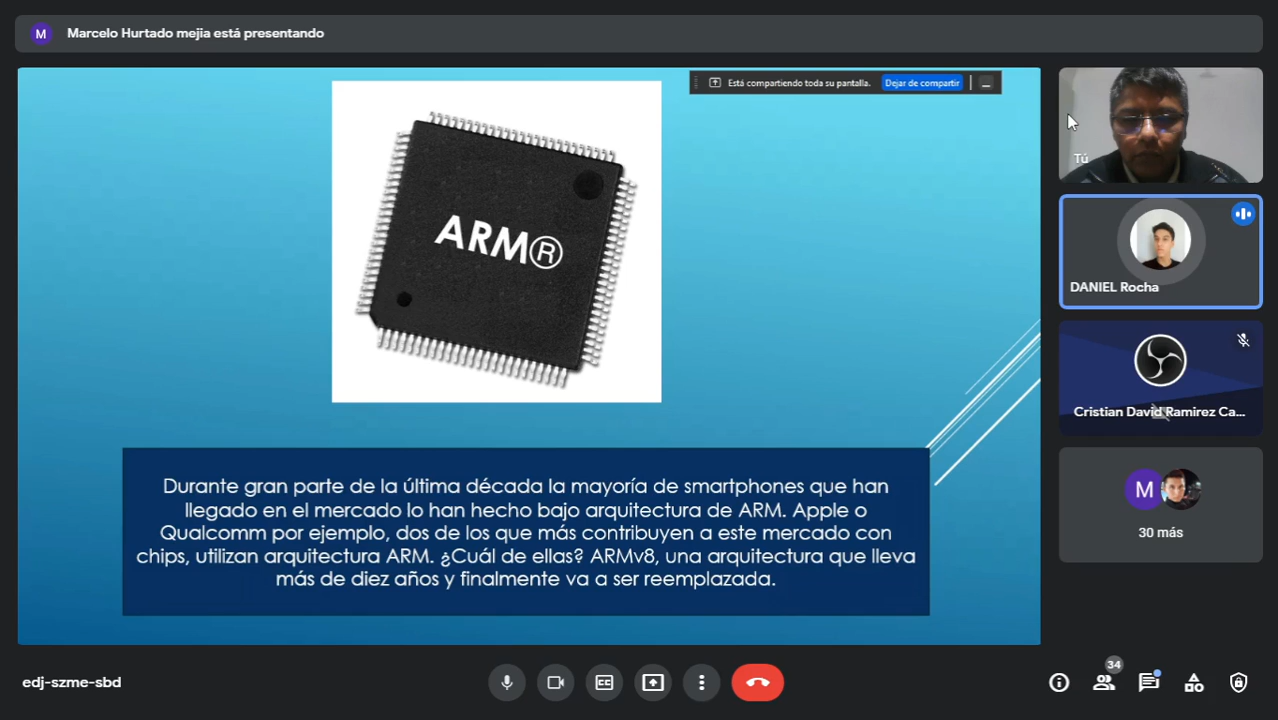 M
Marcelo Hurtado mejia está presentando
Está compartiendo toda su pantalla.
Dejar de compartir
ARM®
Durante gran parte de la última década la mayoría de smartphones que han
llegado en el mercado lo han hecho bajo arquitectura de ARM. Apple o
Qualcomm por ejemplo, dos de los que más contribuyen a este mercado con
chips, utilizan arquitectura ARM. ¿Cuál de ellas? ARMv8, una arquitectura que lleva
más de diez años y finalmente va a ser reemplazada.
Tú
DANIEL Rocha
Cristian David Ramirez Ca...
M
30 más
edj-szme-sbd
CC
34